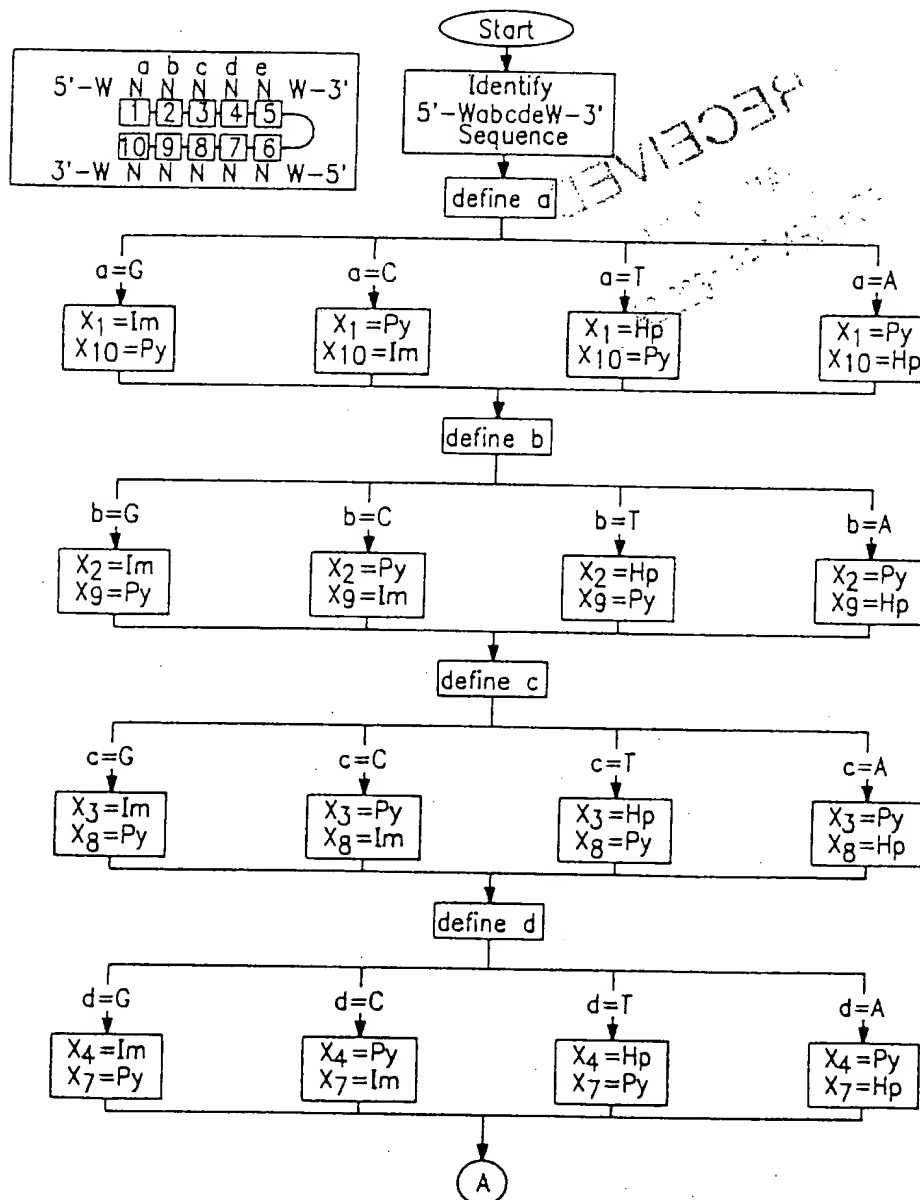 Start
a b c d e
5'-W N N N N N W-3'
1 2 3 4 5
10 9 8 7 6
3'-W N N N N N W-5'
Identify
5'-WabcdeW-3'
Sequence
RECEIVED
define a
a=G a=C a=T a=A
X1=Im X1=Py X1=Hp X1=Py
X10=Py X10=Im X10=Py X10=Hp
define b
b=G b=C b=T b=A
X2=Im X2=Py X2=Hp X2=Py
X9=Py X9=Im X9=Py X9=Hp
define c
c=G c=C c=T c=A
X3=Im X3=Py X3=Hp X3=Py
X8=Py X8=Im X8=Py X8=Hp
define d
d=G d=C d=T d=A
X4=Im X4=Py X4=Hp X4=Py
X7=Py X7=Im X7=Py X7=Hp
A